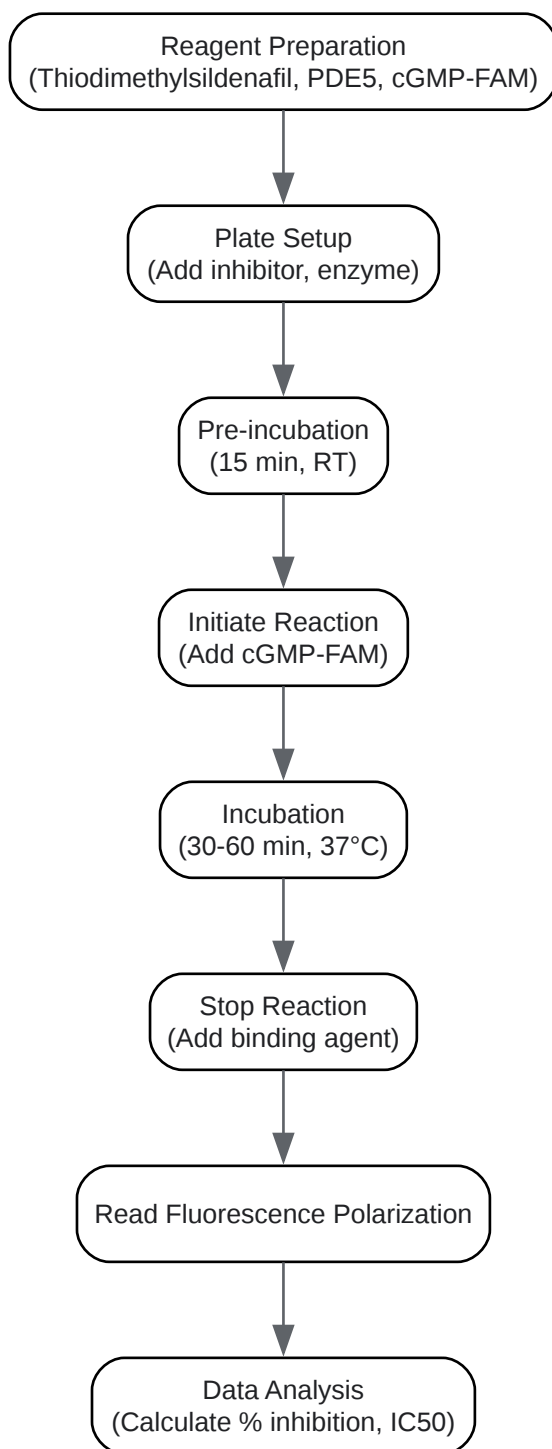 Reagent Preparation
(Thiodimethylsildenafil, PDE5, cGMP-FAM)
Plate Setup
(Add inhibitor, enzyme)
Pre-incubation
(15 min, RT)
Initiate Reaction
(Add cGMP-FAM)
Incubation
(30-60 min, 37°C)
Stop Reaction
(Add binding agent)
Read Fluorescence Polarization
Data Analysis
(Calculate % inhibition, IC50)